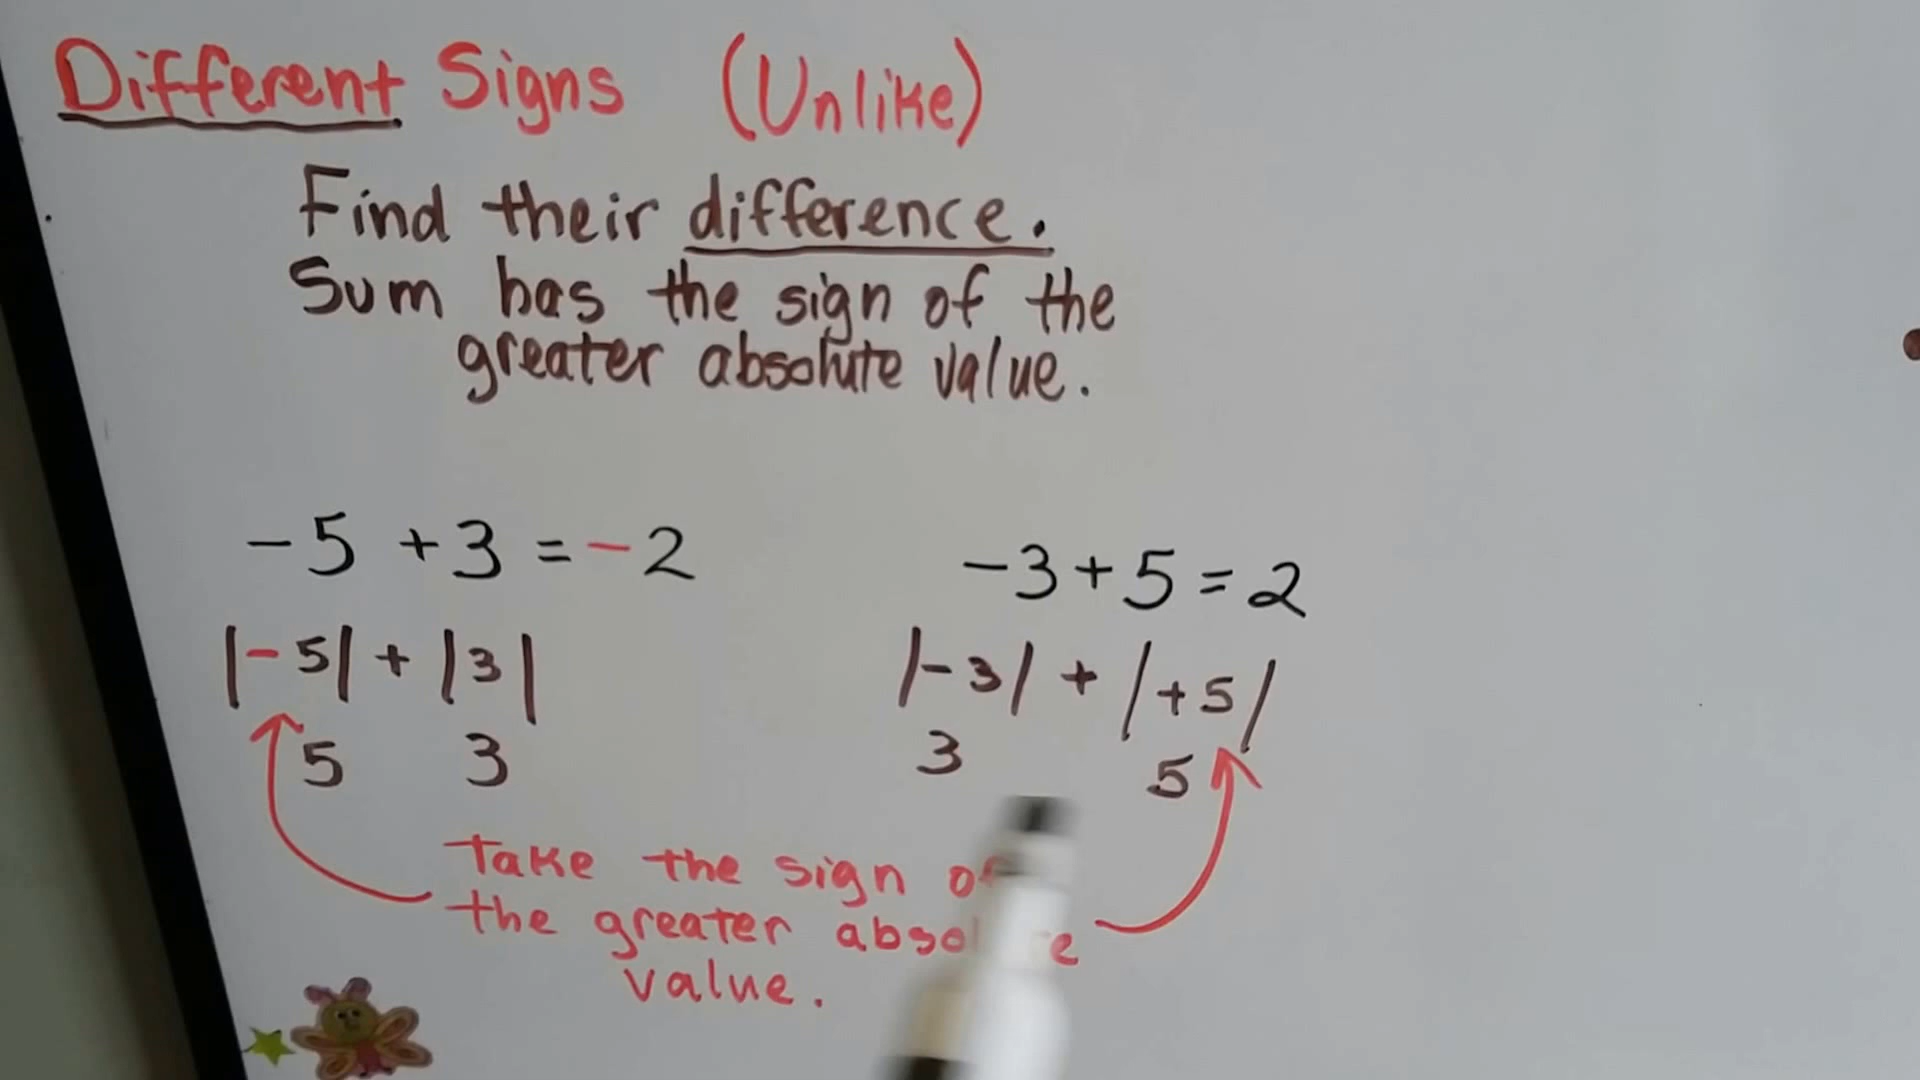 Different Signs (Unlike)
Find their difference.
Sum has the sign of the
greater absolute value.
-5 +3 = -2
-3+5=2
|-5| + |3|
|-3| + |+5|
5 3
3 5
Take the sign
the greater
value.